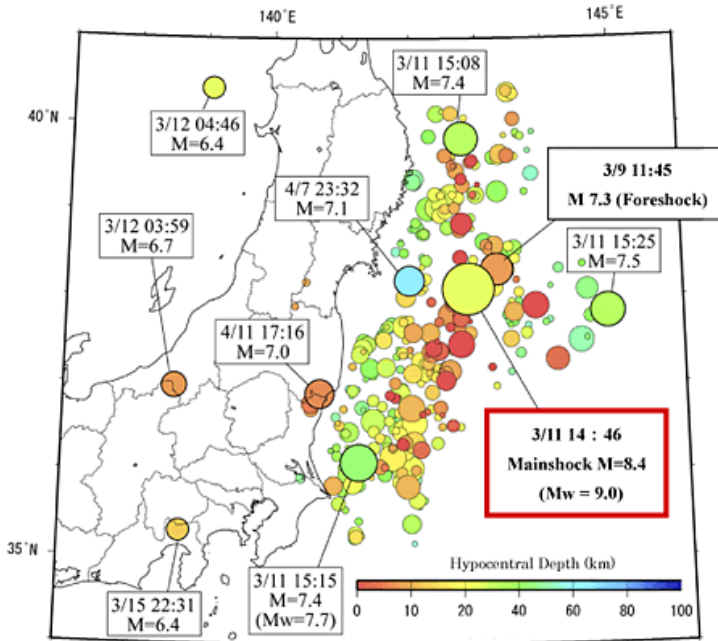 140°E
145°E
3/11 15:08
M=7.4
40°N
3/12 04:46
M=6.4
3/9 11:45
M 7.3 (Foreshock)
4/7 23:32
M=7.1
3/12 03:59
M=6.7
3/11 15:25
M=7.5
4/11 17:16
M=7.0
3/11 14 : 46
Mainshock M=8.4
(Mw = 9.0)
35°N
3/15 22:31
M=6.4
3/11 15:15
M=7.4
(Mw=7.7)
Hypocentral Depth (km)
0 10 20 40 60 80 100